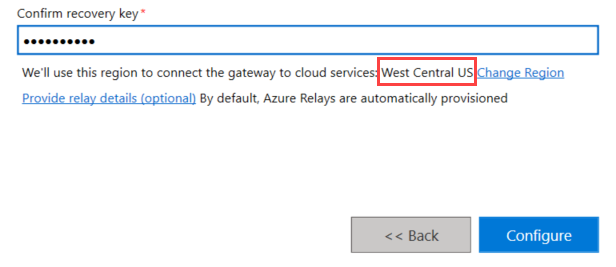 Confirm recovery key*
••••••••••
We'll use this region to connect the gateway to cloud services: West Central US Change Region
Provide relay details (optional) By default, Azure Relays are automatically provisioned
<< Back
Configure